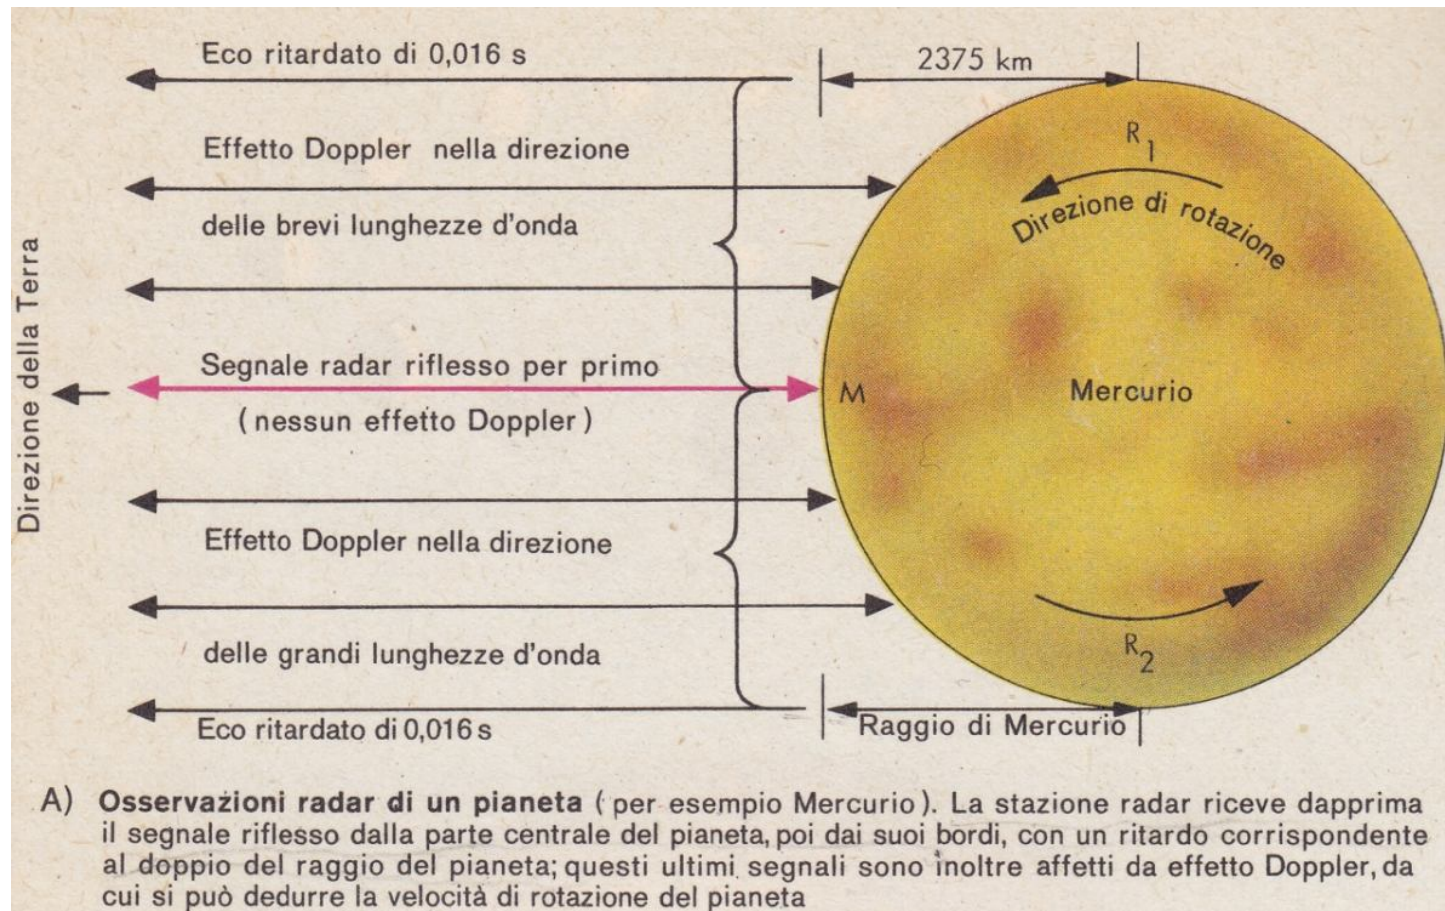 Eco ritardato di 0,016 s
2375 km
Effetto Doppler nella direzione
delle brevi lunghezze d'onda
R1
Direzione di rotazione
Direzione della Terra
Segnale radar riflesso per primo
(nessun effetto Doppler)
M
Mercurio
Effetto Doppler nella direzione
delle grandi lunghezze d'onda
R2
Eco ritardato di 0,016 s
Raggio di Mercurio
A) Osservazioni radar di un pianeta (per esempio Mercurio). La stazione radar riceve dapprima
il segnale riflesso dalla parte centrale del pianeta, poi dai suoi bordi, con un ritardo corrispondente
al doppio del raggio del pianeta; questi ultimi segnali sono inoltre affetti da effetto Doppler, da
cui si può dedurre la velocità di rotazione del pianeta